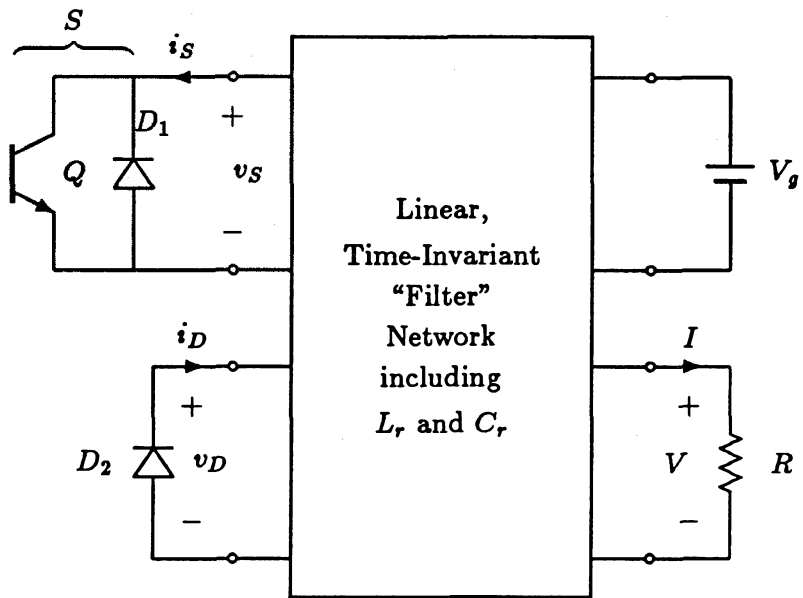 S
i_S
+
D_1
Q
v_S
−
V_g
Linear,
Time-Invariant
“Filter”
Network
including
L_r and C_r
i_D
+
D_2
v_D
−
I
+
V
R
−